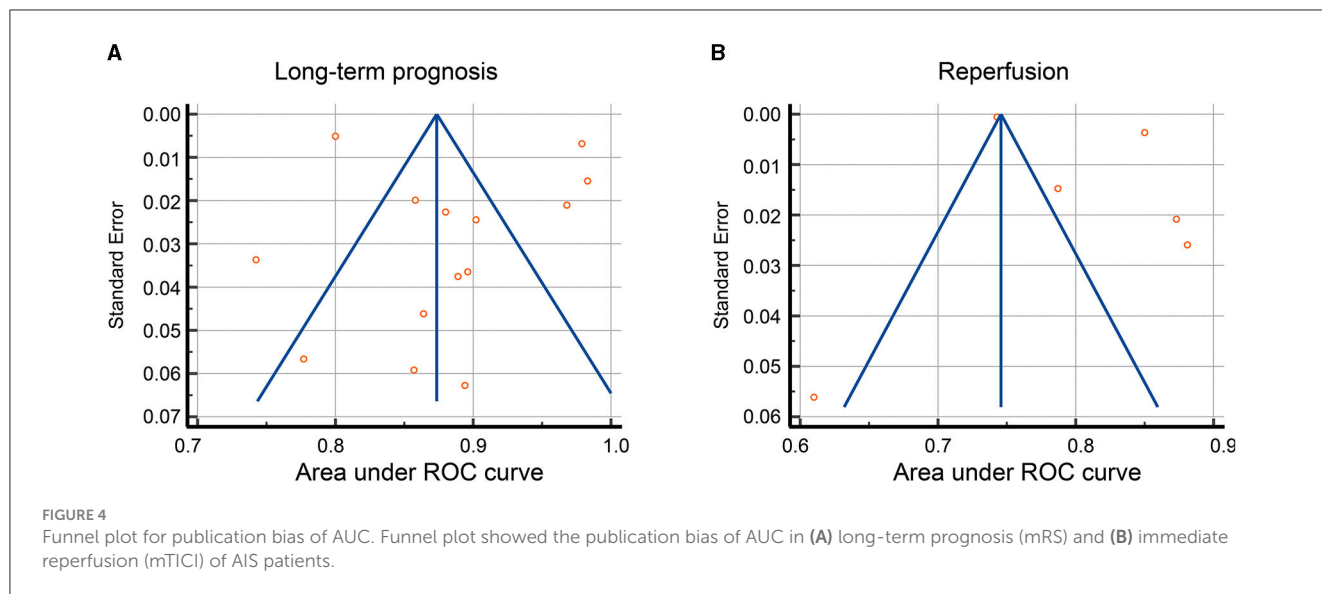 A
Long-term prognosis
0.00
0.01
0.02
0.03
0.04
0.05
0.06
0.07
Standard Error
0.7
0.8
0.9
1.0
Area under ROC curve
B
Reperfusion
0.00
0.01
0.02
0.03
0.04
0.05
0.06
Standard Error
0.6
0.7
0.8
0.9
Area under ROC curve
FIGURE 4
Funnel plot for publication bias of AUC. Funnel plot showed the publication bias of AUC in (A) long-term prognosis (mRS) and (B) immediate
reperfusion (mTICI) of AIS patients.